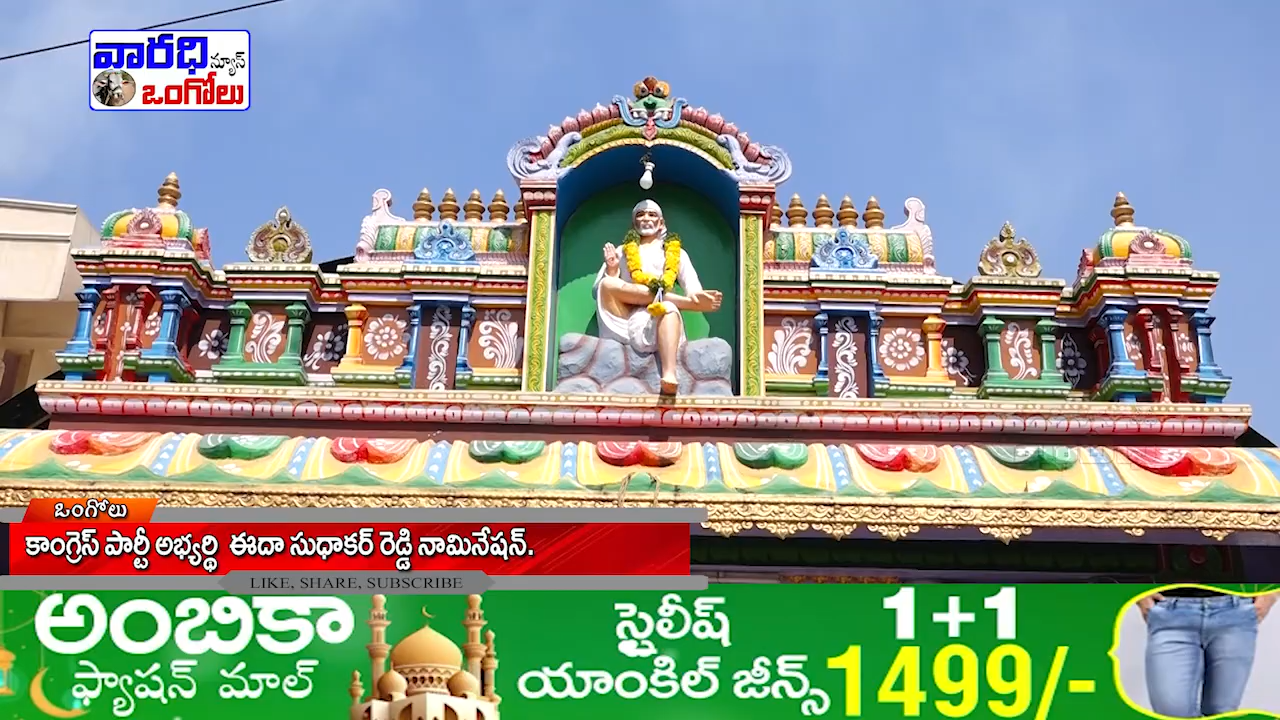 వారధి న్యూస్
ఒంగోలు
ఒంగోలు
కాంగ్రెస్ పార్టీ అభ్యర్థి ఈదా సుధాకర్ రెడ్డి నామినేషన్.
LIKE, SHARE, SUBSCRIBE
అంబికా
ఫ్యాషన్ మాల్
స్టైలీష్
యాంకిల్ జీన్స్
1+1
1499/-